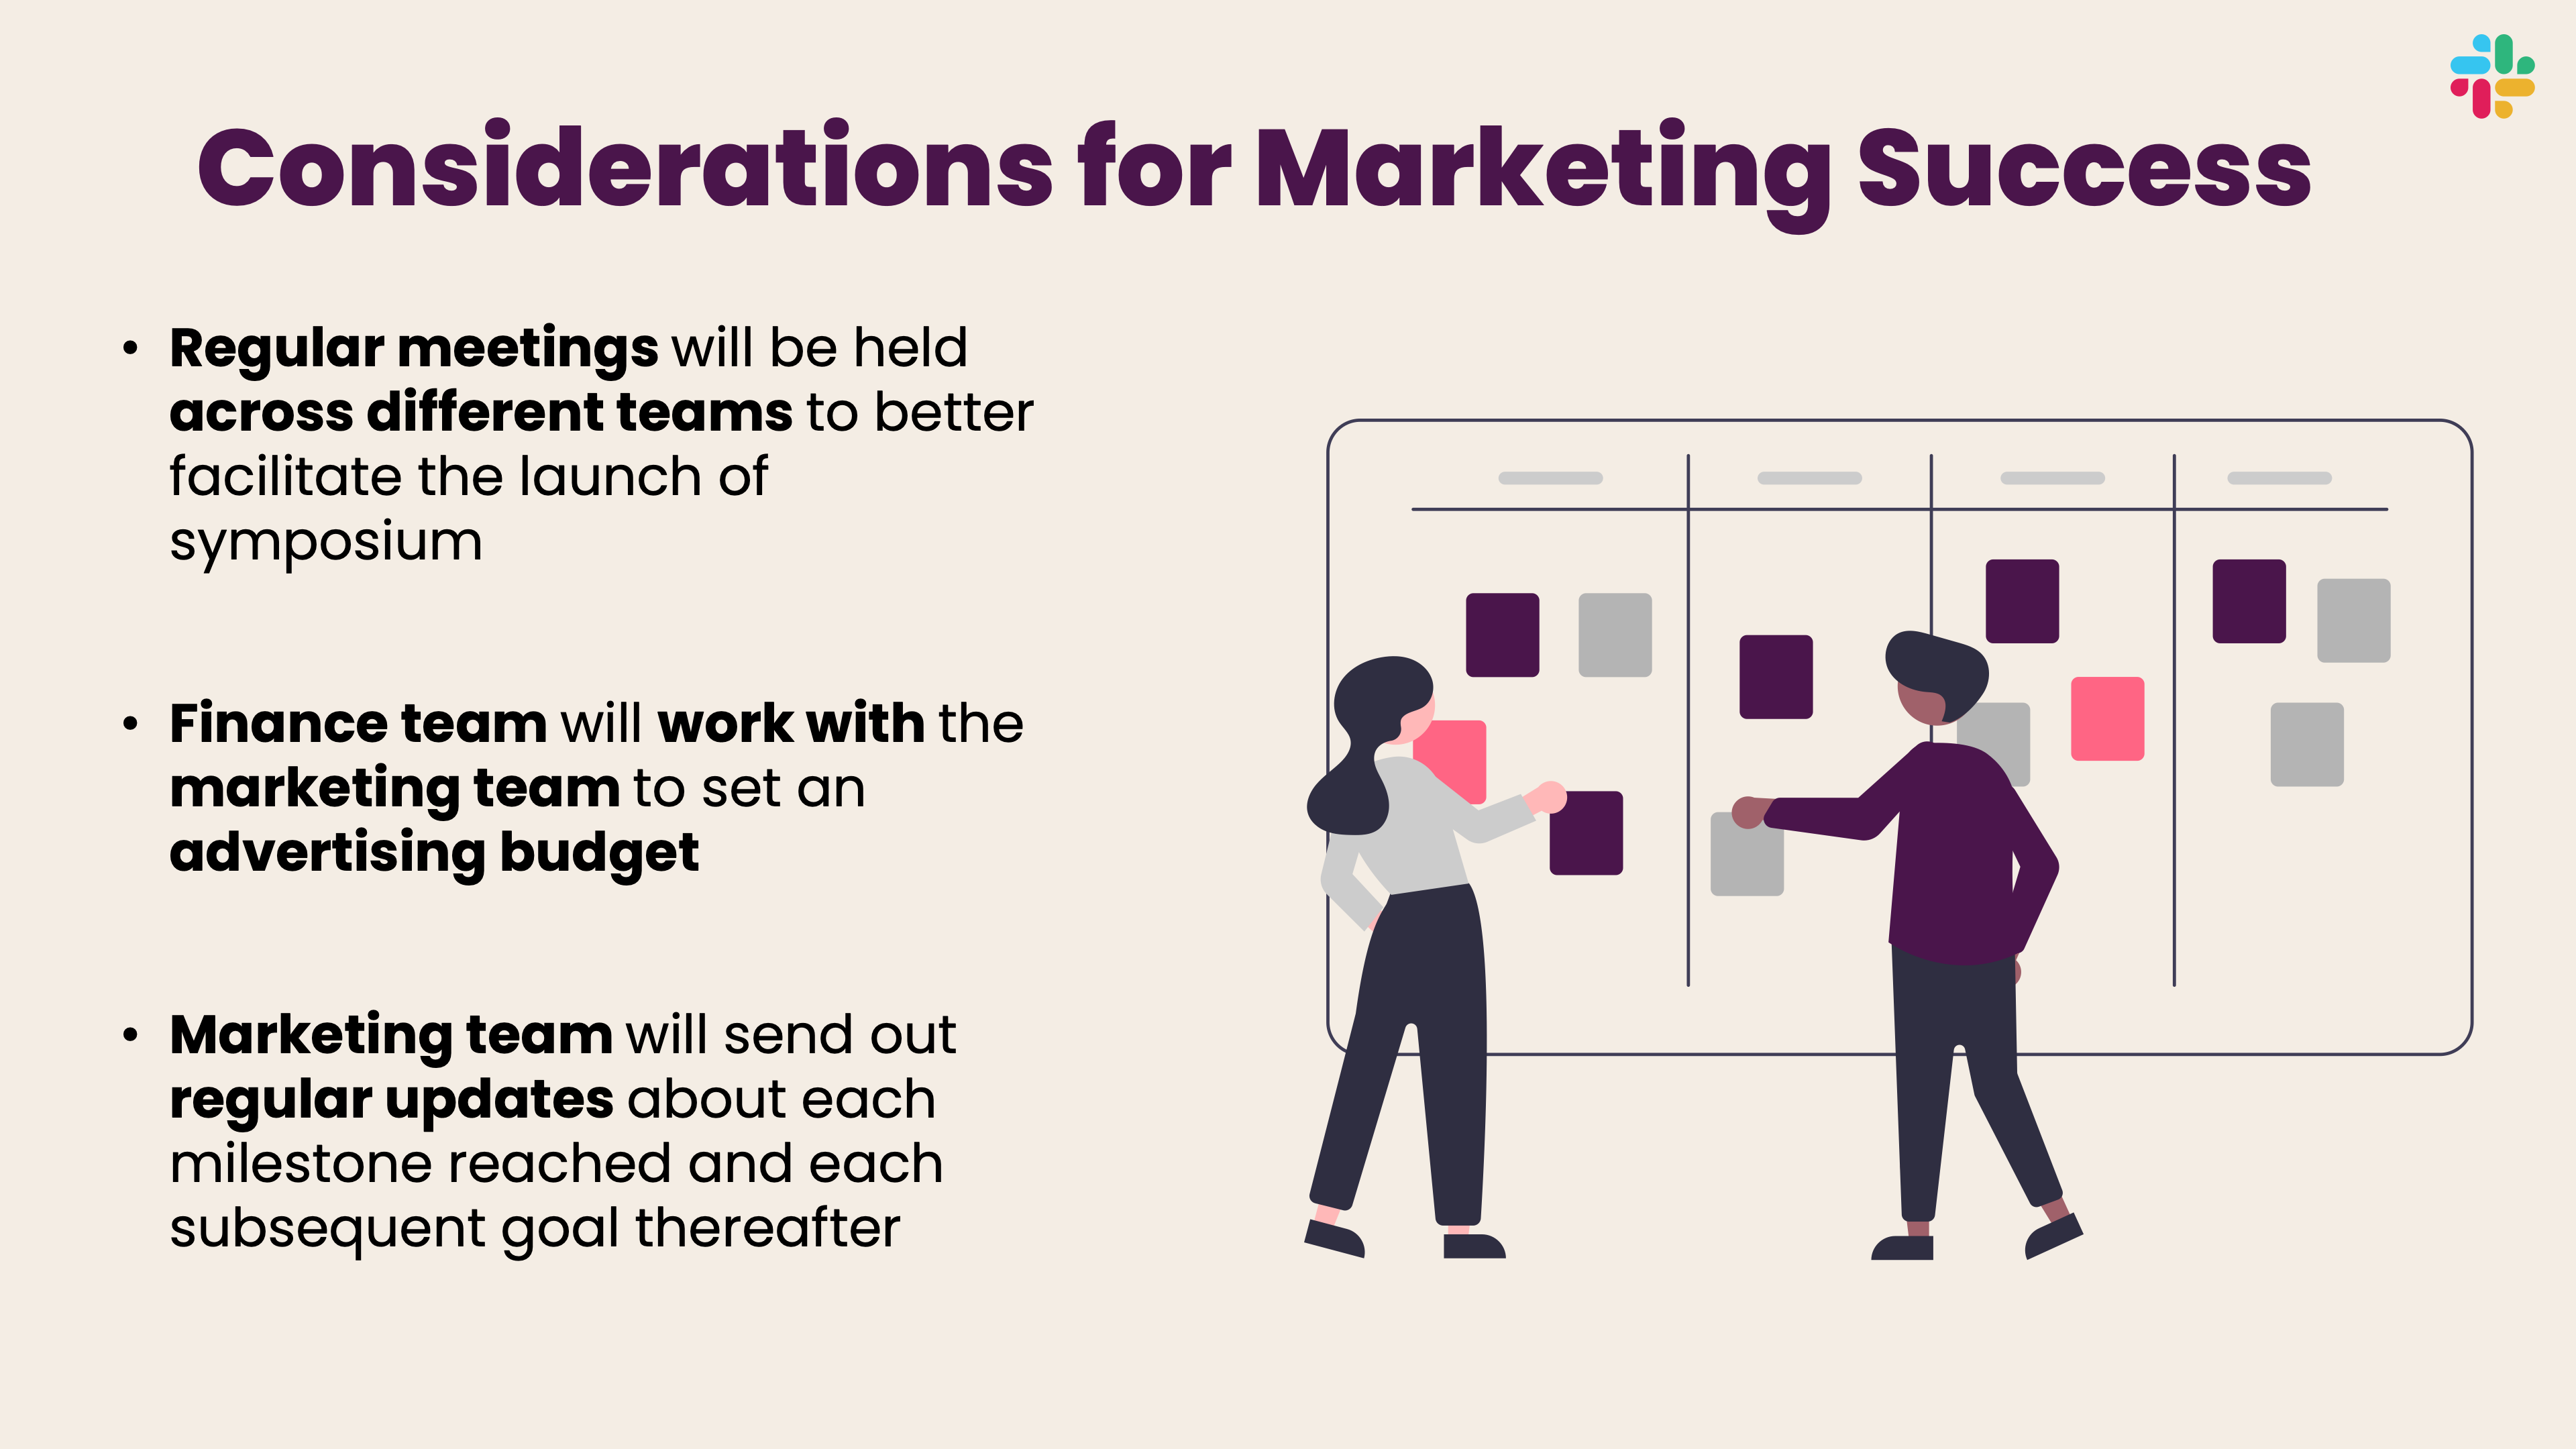 Considerations for Marketing Success
• Regular meetings will be held
across different teams to better
facilitate the launch of
symposium
• Finance team will work with the
marketing team to set an
advertising budget
• Marketing team will send out
regular updates about each
milestone reached and each
subsequent goal thereafter